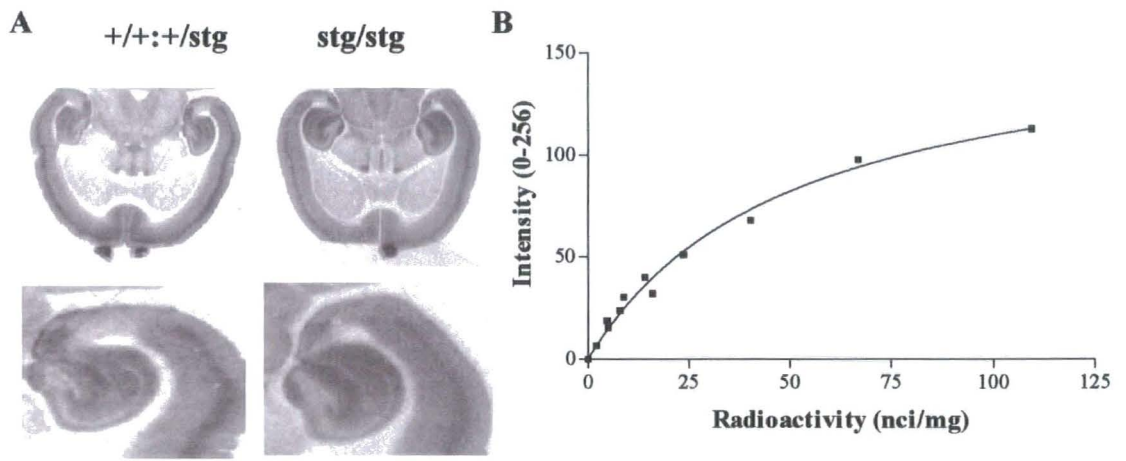 A
+/+:+/stg
stg/stg
B
Intensity (0-256)
150
100
50
0
0
25
50
75
100
125
Radioactivity (nci/mg)